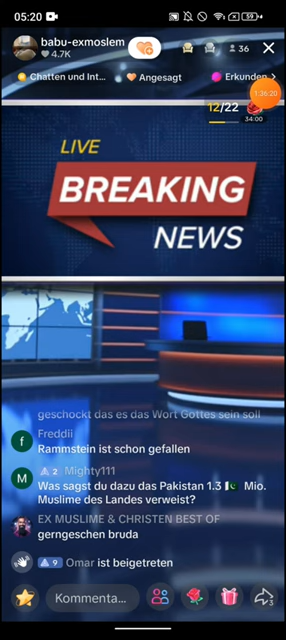 05:20
59
babu-exmoslem
4.7K
36
Chatten und Int...
Angesagt
Erkunden
1:36:20
12/22
34:00
LIVE
BREAKING
NEWS
geschockt das es das Wort Gottes sein soll
f
Freddii
Rammstein ist schon gefallen
M
2 Mighty111
Was sagst du dazu das Pakistan 1.3 🇵🇰 Mio.
Muslime des Landes verweist?
EX MUSLIME & CHRISTEN BEST OF
gerngeschen bruda
9 Omar ist beigetreten
Kommenta...
3